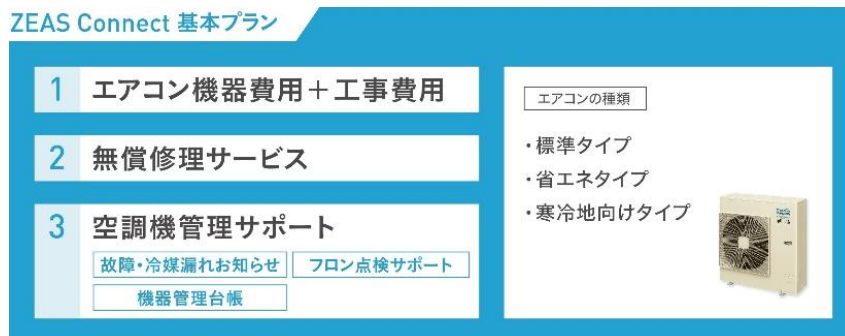 ZEAS Connect 基本プラン
1 エアコン機器費用＋工事費用
2 無償修理サービス
3 空調機管理サポート
故障・冷媒漏れお知らせ フロン点検サポート
機器管理台帳
エアコンの種類
・標準タイプ
・省エネタイプ
・寒冷地向けタイプ